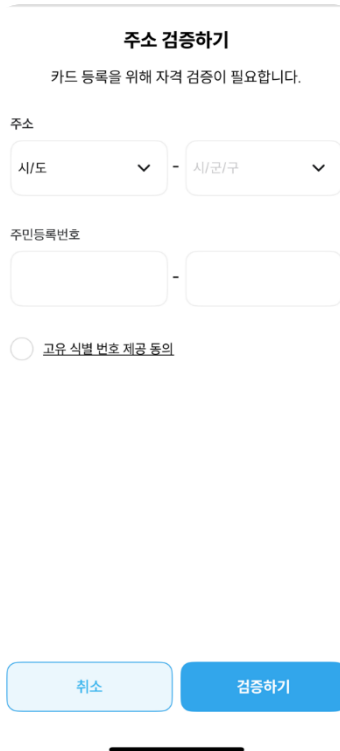 주소 검증하기
카드 등록을 위해 자격 검증이 필요합니다.
주소
시/도 - 시/군/구
주민등록번호
-
고유 식별 번호 제공 동의
취소 검증하기